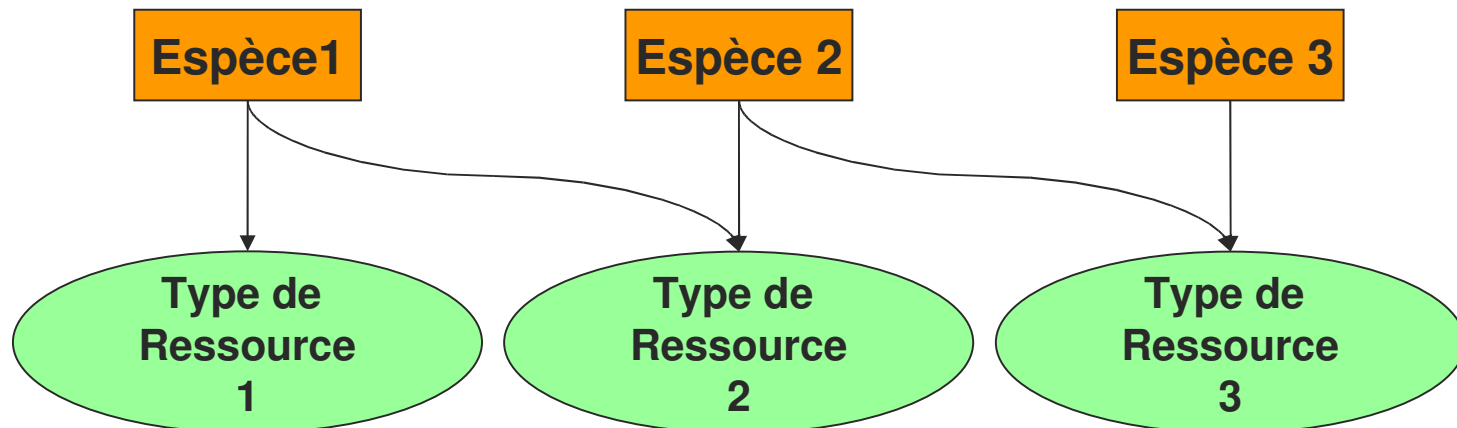 Espèce1
Espèce 2
Espèce 3
Type de
Ressource
1
Type de
Ressource
2
Type de
Ressource
3